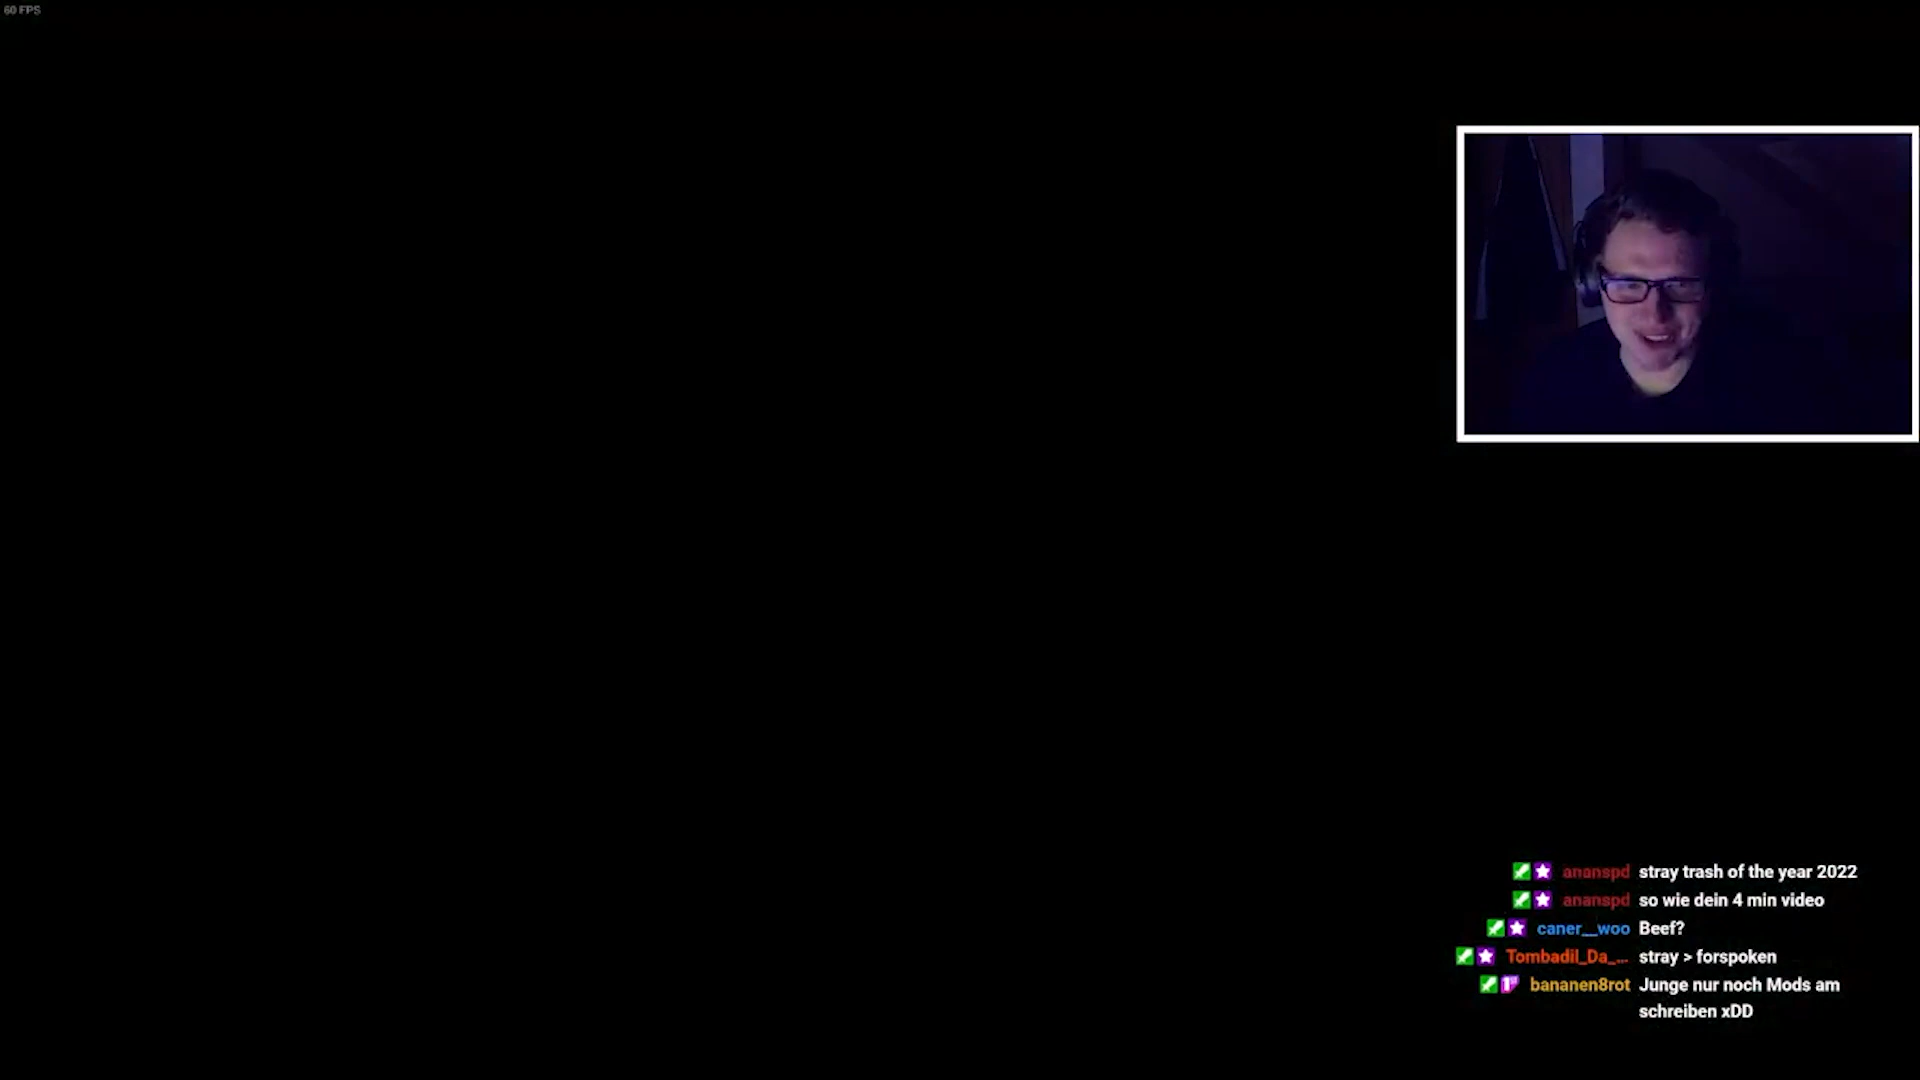 60 FPS
ananspd stray trash of the year 2022
ananspd so wie dein 4 min video
caner__woo Beef?
Tombadil_Da_... stray > forspoken
bananen8rot Junge nur noch Mods am
schreiben xDD